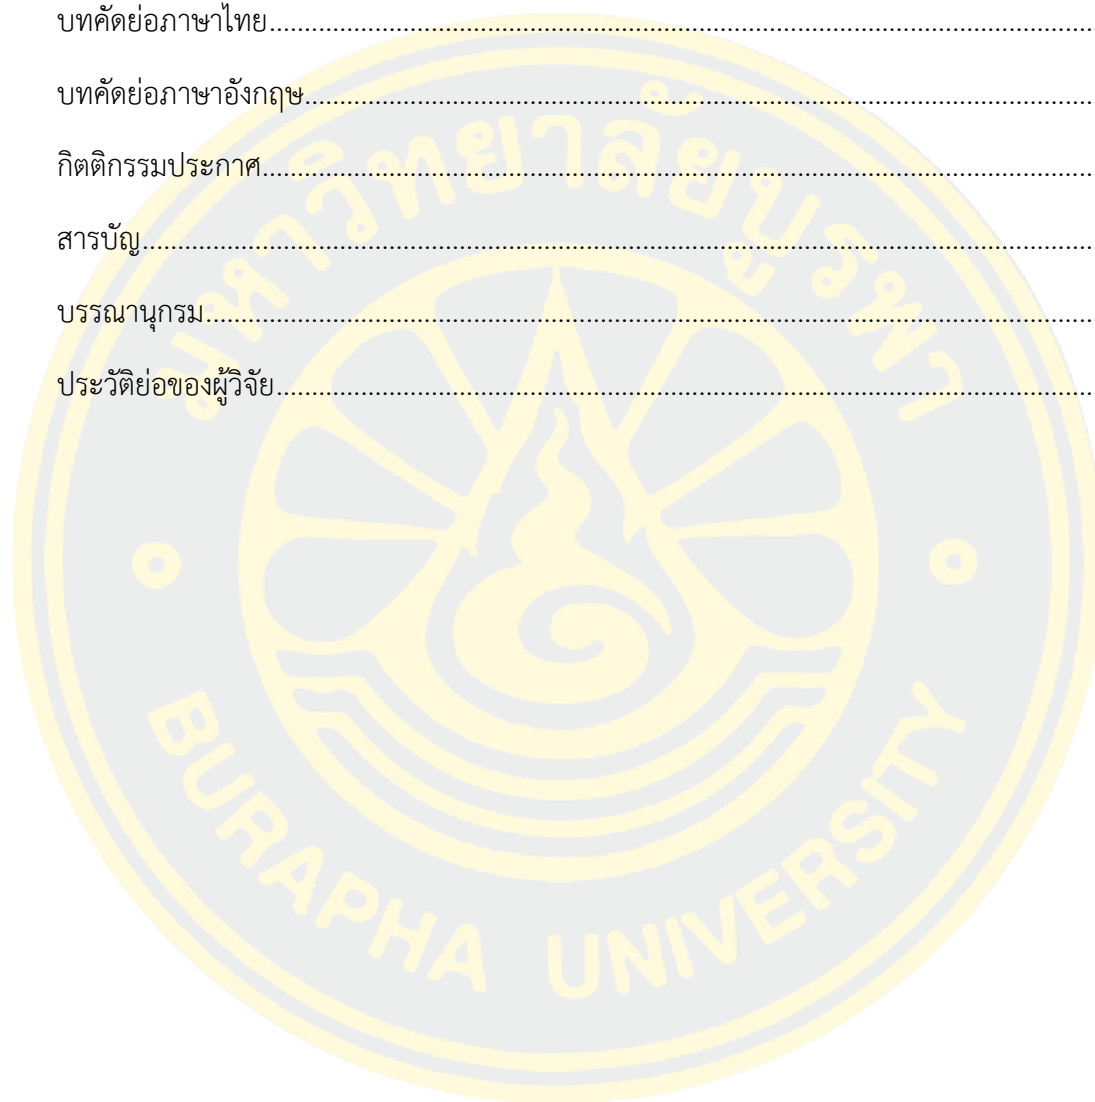 บทคัดย่อภาษาไทย
บทคัดย่อภาษาอังกฤษ
กิตติกรรมประกาศ
สารบัญ
บรรณานุกรม
ประวัติย่อของผู้วิจัย
มหาวิทยาลัยบูรพา
BURAPHA UNIVERSITY